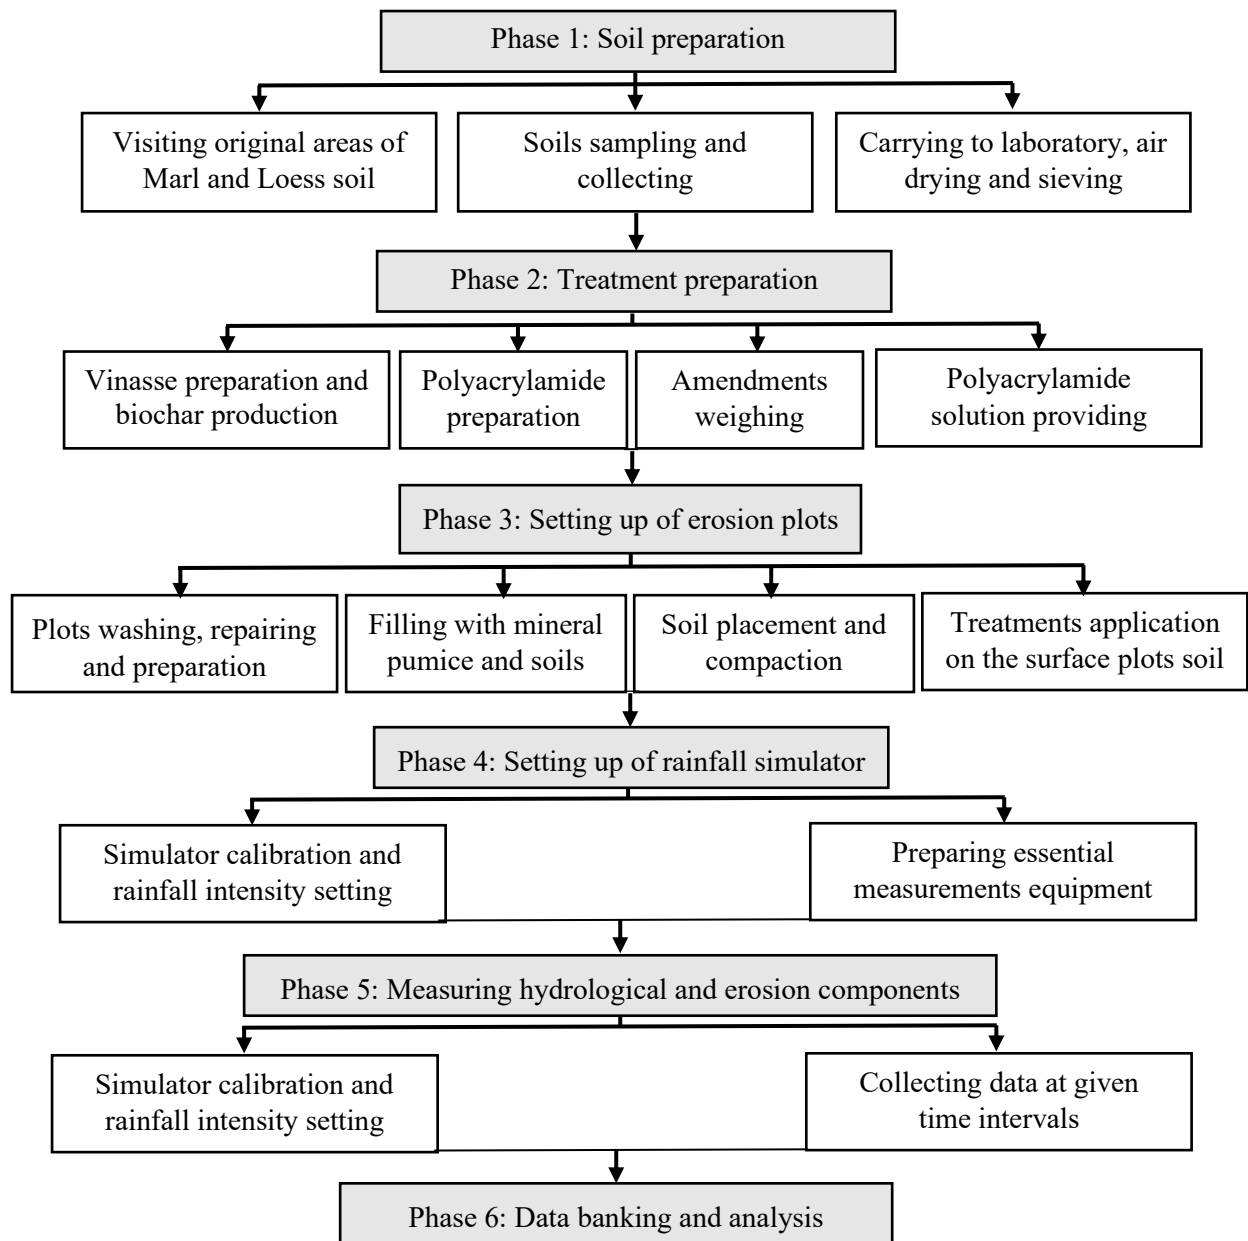 Phase 1: Soil preparation
Visiting original areas of
Marl and Loess soil
Soils sampling and
collecting
Carrying to laboratory, air
drying and sieving
Phase 2: Treatment preparation
Vinasse preparation and
biochar production
Polyacrylamide
preparation
Amendments
weighing
Polyacrylamide
solution providing
Phase 3: Setting up of erosion plots
Plots washing, repairing
and preparation
Filling with mineral
pumice and soils
Soil placement and
compaction
Treatments application
on the surface plots soil
Phase 4: Setting up of rainfall simulator
Simulator calibration and
rainfall intensity setting
Preparing essential
measurements equipment
Phase 5: Measuring hydrological and erosion components
Simulator calibration and
rainfall intensity setting
Collecting data at given
time intervals
Phase 6: Data banking and analysis